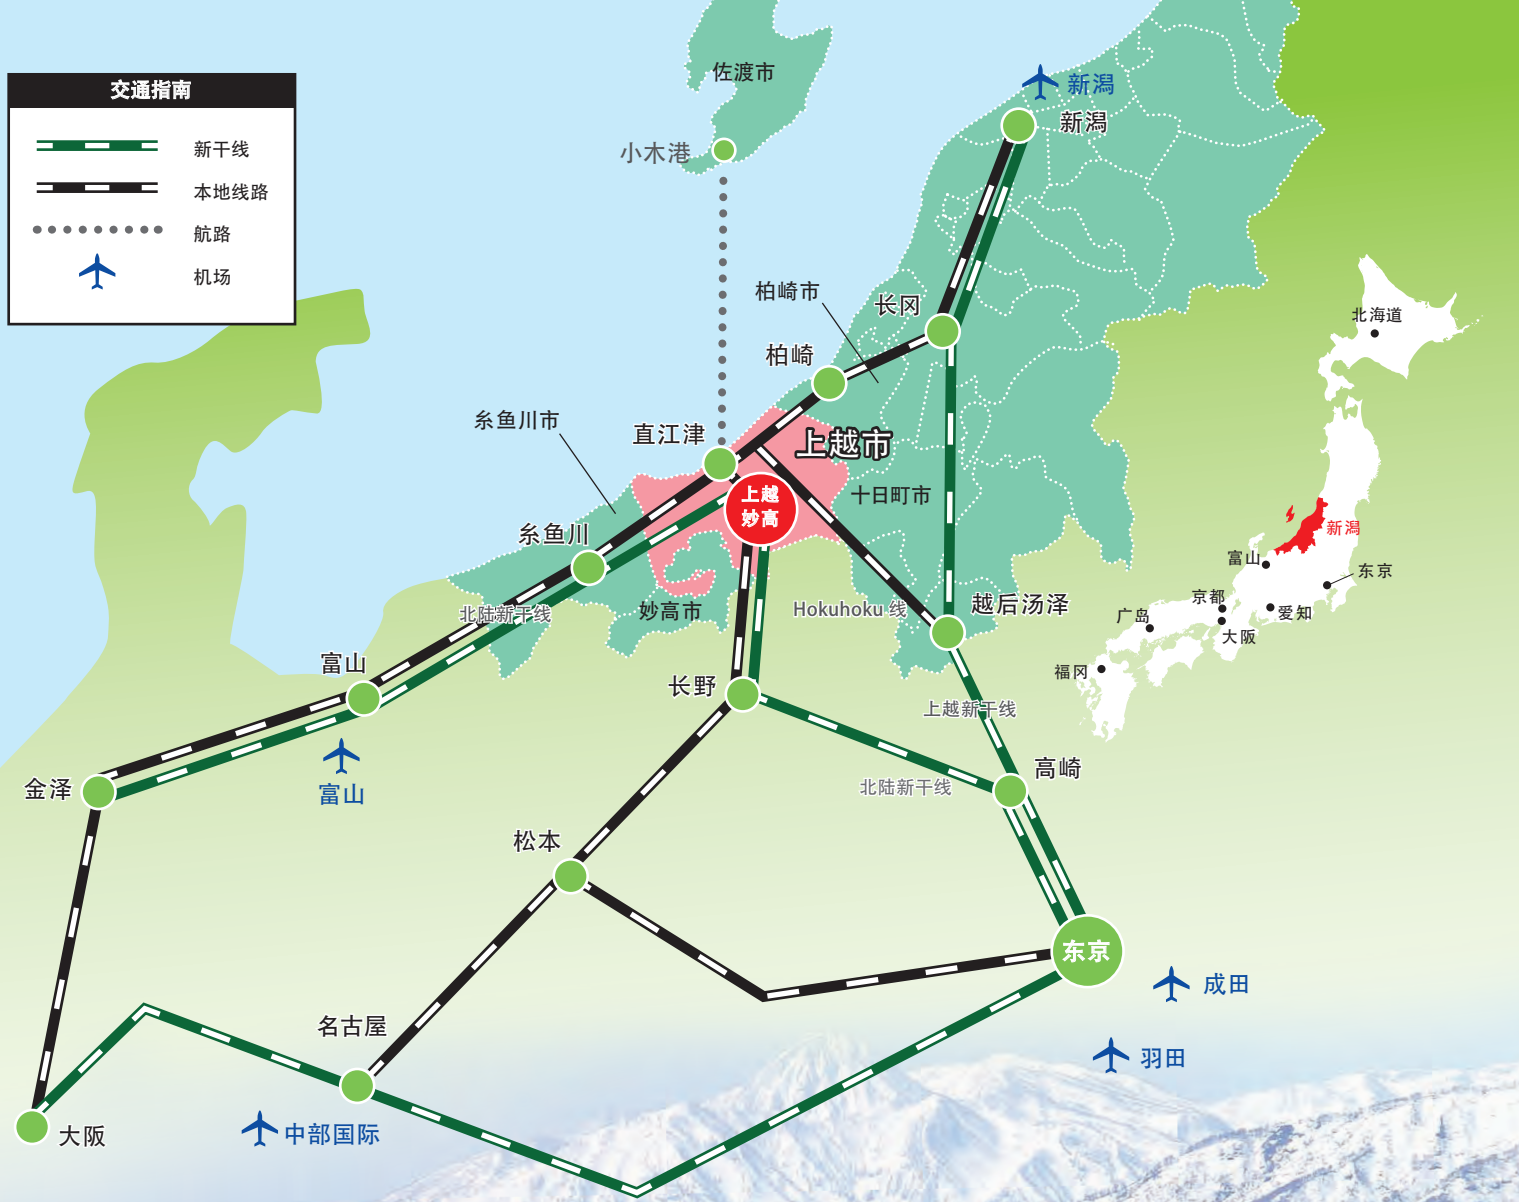 交通指南
新干线
本地线路
航路
机场
佐渡市
小木港
新潟
新潟
柏崎市
长冈
柏崎
糸鱼川市
直江津
上越市
上越
妙高
十日町市
糸鱼川
北陆新干线
妙高市
Hokuhoku 线
越后汤泽
富山
长野
上越新干线
金泽
富山
高崎
北陆新干线
松本
东京
成田
名古屋
羽田
大阪
中部国际
北海道
新潟
富山
东京
京都
爱知
广岛
大阪
福冈